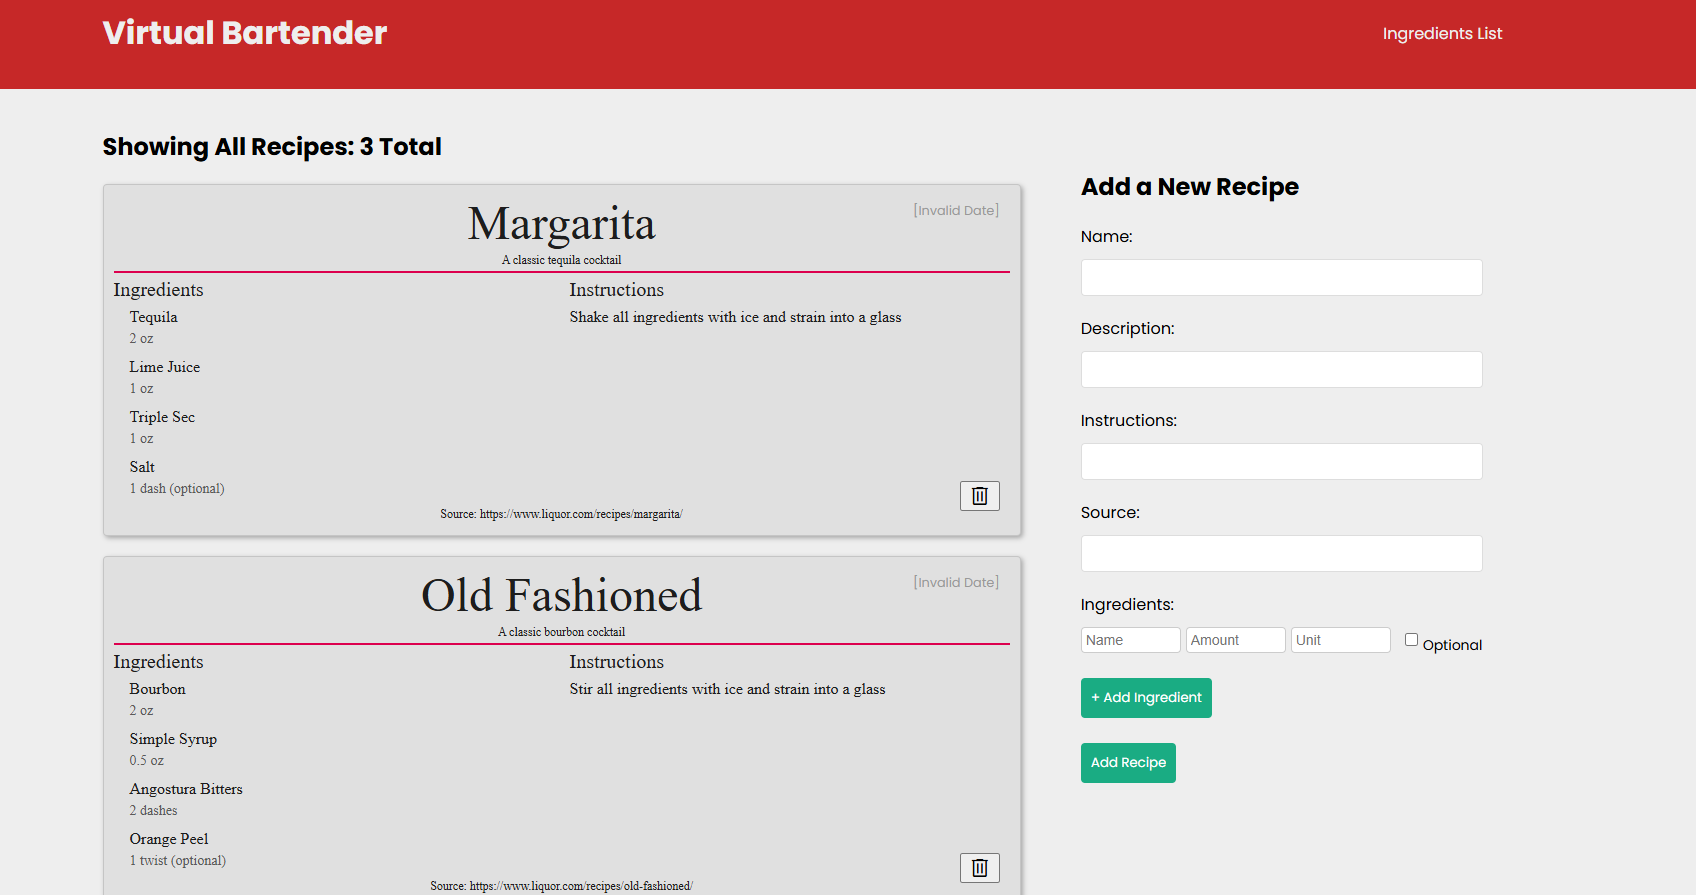 Virtual Bartender
Ingredients List
Showing All Recipes: 3 Total
Margarita
[Invalid Date]
A classic tequila cocktail
Ingredients
Tequila
2 oz
Lime Juice
1 oz
Triple Sec
1 oz
Salt
1 dash (optional)
Instructions
Shake all ingredients with ice and strain into a glass
Source: https://www.liquor.com/recipes/margarita/
Old Fashioned
[Invalid Date]
A classic bourbon cocktail
Ingredients
Bourbon
2 oz
Simple Syrup
0.5 oz
Angostura Bitters
2 dashes
Orange Peel
1 twist (optional)
Instructions
Stir all ingredients with ice and strain into a glass
Source: https://www.liquor.com/recipes/old-fashioned/
Add a New Recipe
Name:
Description:
Instructions:
Source:
Ingredients:
Name Amount Unit Optional
+ Add Ingredient
Add Recipe